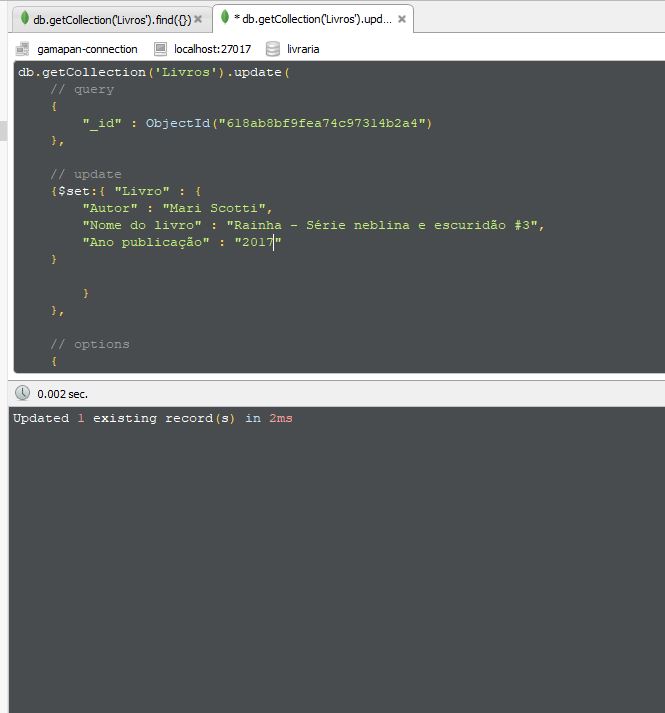 db.getCollection('Livros').find({})
* db.getCollection('Livros').upd...
gamapan-connection localhost:27017 livraria
db.getCollection('Livros').update(
// query
{
"_id" : ObjectId("618ab8bf9fea74c97314b2a4")
},
// update
{$set:{ "Livro" : {
"Autor" : "Mari Scotti",
"Nome do livro" : "Rainha - Série neblina e escuridão #3",
"Ano publicação" : "2017"
}
}
},
// options
{
0.002 sec.
Updated 1 existing record(s) in 2ms